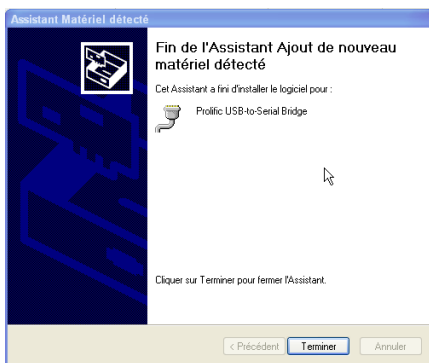 Assistant Matériel détecté
Fin de l'Assistant Ajout de nouveau
matériel détecté
Cet Assistant a fini d'installer le logiciel pour :
Prolific USB-to-Serial Bridge
Cliquer sur Terminer pour fermer l'Assistant.
< Précédent Terminer Annuler